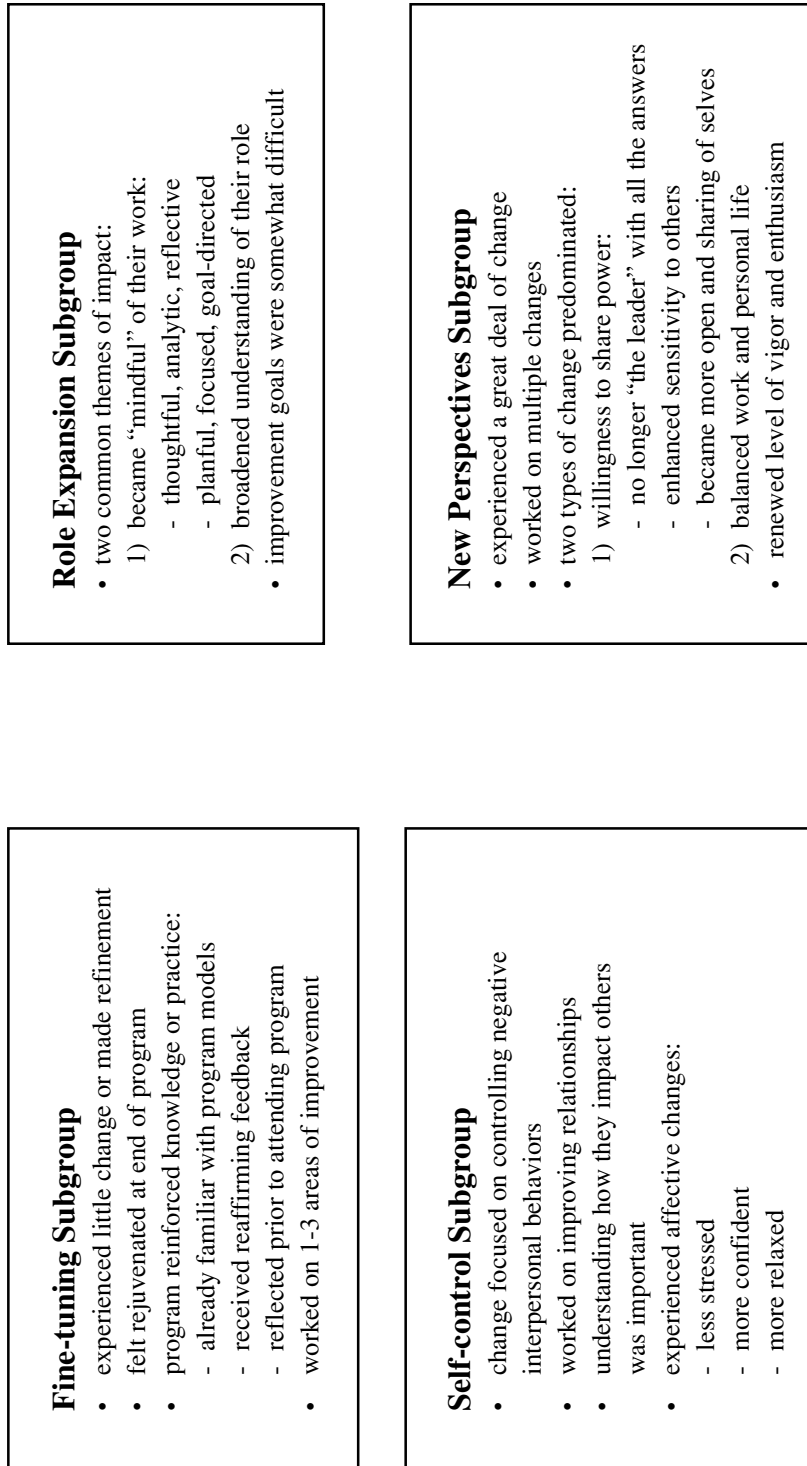 Fine-tuning Subgroup
• experienced little change or made refinement
• felt rejuvenated at end of program
• program reinforced knowledge or practice:
- already familiar with program models
- received reaffirming feedback
- reflected prior to attending program
• worked on 1-3 areas of improvement
Role Expansion Subgroup
• two common themes of impact:
1) became “mindful” of their work:
- thoughtful, analytic, reflective
- planful, focused, goal-directed
2) broadened understanding of their role
• improvement goals were somewhat difficult
Self-control Subgroup
• change focused on controlling negative
interpersonal behaviors
• worked on improving relationships
• understanding how they impact others
was important
• experienced affective changes:
- less stressed
- more confident
- more relaxed
New Perspectives Subgroup
• experienced a great deal of change
• worked on multiple changes
• two types of change predominated:
1) willingness to share power:
- no longer “the leader” with all the answers
- enhanced sensitivity to others
- became more open and sharing of selves
2) balanced work and personal life
• renewed level of vigor and enthusiasm